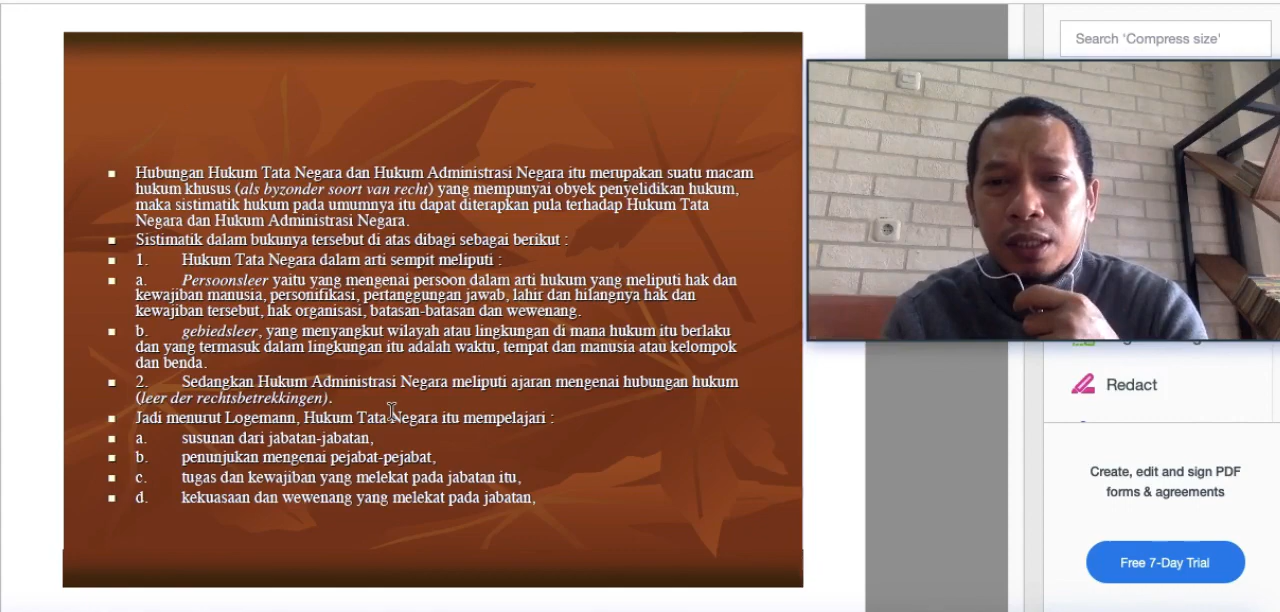 Hubungan Hukum Tata Negara dan Hukum Administrasi Negara itu merupakan suatu macam
hukum khusus (als byzonder soort van recht) yang mempunyai obyek penyelidikan hukum,
maka sistimatik hukum pada umumnya itu dapat diterapkan pula terhadap Hukum Tata
Negara dan Hukum Administrasi Negara.
Sistimatik dalam bukunya tersebut di atas dibagi sebagai berikut :
1. Hukum Tata Negara dalam arti sempit meliputi :
a. Persoonsleer yaitu yang mengenai persoon dalam arti hukum yang meliputi hak dan
kewajiban manusia, personifikasi, pertanggungan jawab, lahir dan hilangnya hak dan
kewajiban tersebut, hak organisasi, batasan-batasan dan wewenang.
b. gebiedsleer, yang menyangkut wilayah atau lingkungan di mana hukum itu berlaku
dan yang termasuk dalam lingkungan itu adalah waktu, tempat dan manusia atau kelompok
dan benda.
2. Sedangkan Hukum Administrasi Negara meliputi ajaran mengenai hubungan hukum
(leer der rechtsbetrekkingen).
Jadi menurut Logemann, Hukum Tata Negara itu mempelajari :
a. susunan dari jabatan-jabatan,
b. penunjukan mengenai pejabat-pejabat,
c. tugas dan kewajiban yang melekat pada jabatan itu,
d. kekuasaan dan wewenang yang melekat pada jabatan,
Search 'Compress size'
Redact
Create, edit and sign PDF
forms & agreements
Free 7-Day Trial